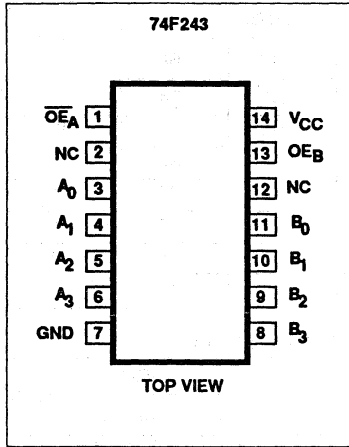 74F243
O̅E̅A 1 14 VCC
NC 2 13 OEB
A0 3 12 NC
A1 4 11 B0
A2 5 10 B1
A3 6 9 B2
GND 7 8 B3
TOP VIEW